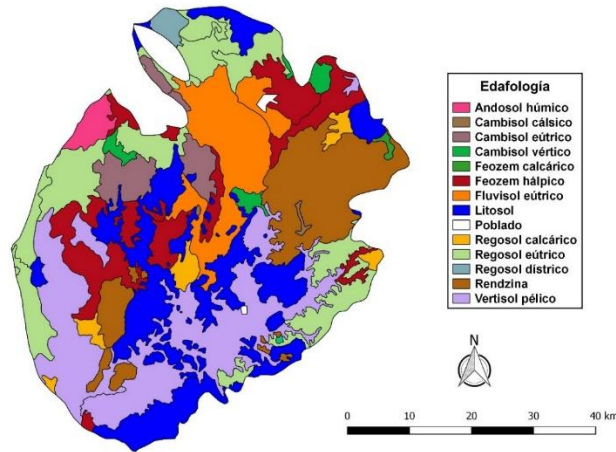 Edafología
Andosol húmico
Cambisol cálsico
Cambisol eútrico
Cambisol vértico
Feozem calcárico
Feozem hálpico
Fluvisol eútrico
Litosol
Poblado
Regosol calcárico
Regosol eútrico
Regosol dístrico
Rendzina
Vertisol pélico
N
0 10 20 30 40 km